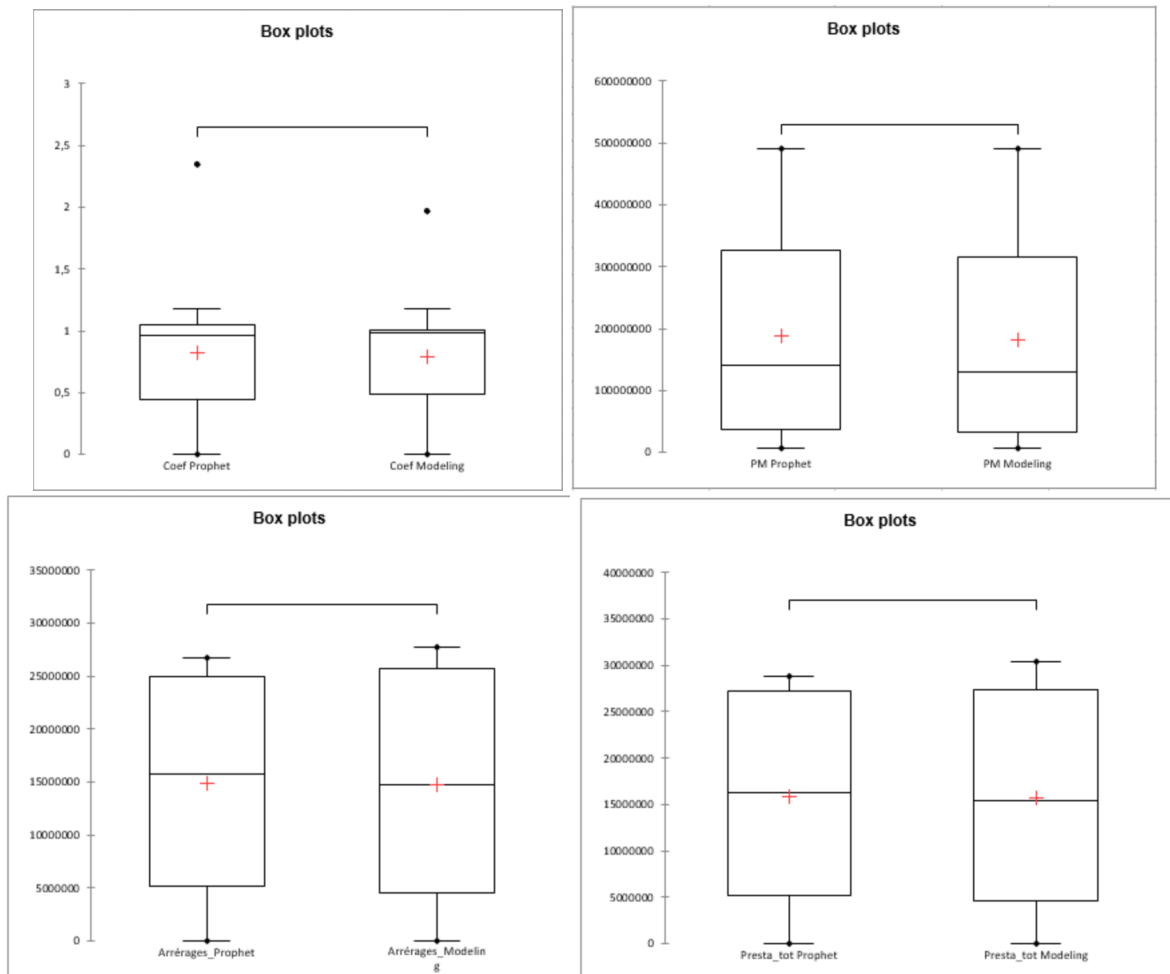 Box plots
3
2,5
2
1,5
1
0,5
0
Coef Prophet
Coef Modeling
Box plots
600000000
500000000
400000000
300000000
200000000
100000000
0
PM Prophet
PM Modeling
Box plots
35000000
30000000
25000000
20000000
15000000
10000000
5000000
0
Arrérages_Prophet
Arrérages_Modelin
g
Box plots
40000000
35000000
30000000
25000000
20000000
15000000
10000000
5000000
0
Presta_tot Prophet
Presta_tot Modeling